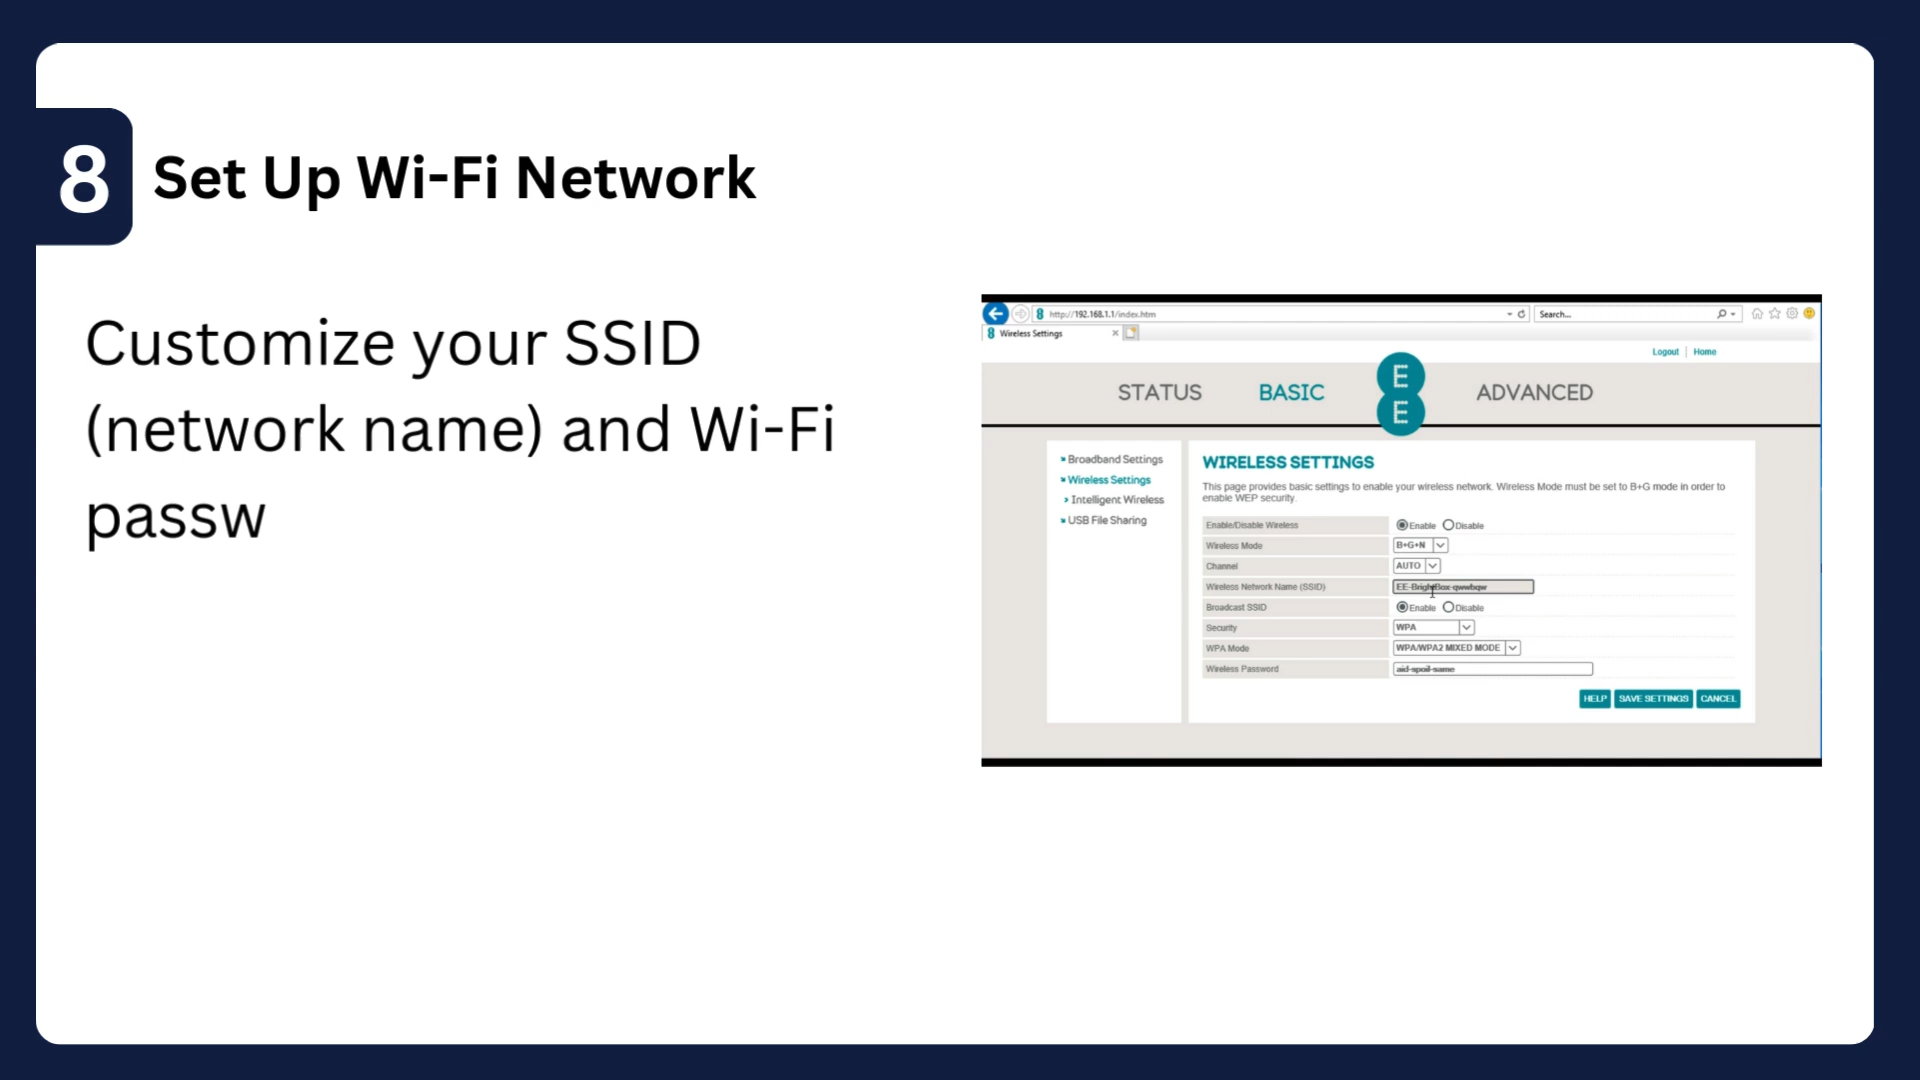 8
Set Up Wi-Fi Network
Customize your SSID
(network name) and Wi-Fi
passw
http://192.168.1.1/index.htm
Search...
Wireless Settings
Logout
Home
STATUS
BASIC
E
E
ADVANCED
Broadband Settings
Wireless Settings
Intelligent Wireless
USB File Sharing
WIRELESS SETTINGS
This page provides basic settings to enable your wireless network. Wireless Mode must be set to B+G mode in order to
enable WEP security.
Enable/Disable Wireless Enable Disable
Wireless Mode B+G+N
Channel AUTO
Wireless Network Name (SSID) EE-BrightBox-qwwbqw
Broadcast SSID Enable Disable
Security WPA
WPA Mode WPA/WPA2 MIXED MODE
Wireless Password aid-spoil-same
HELP SAVE SETTINGS CANCEL